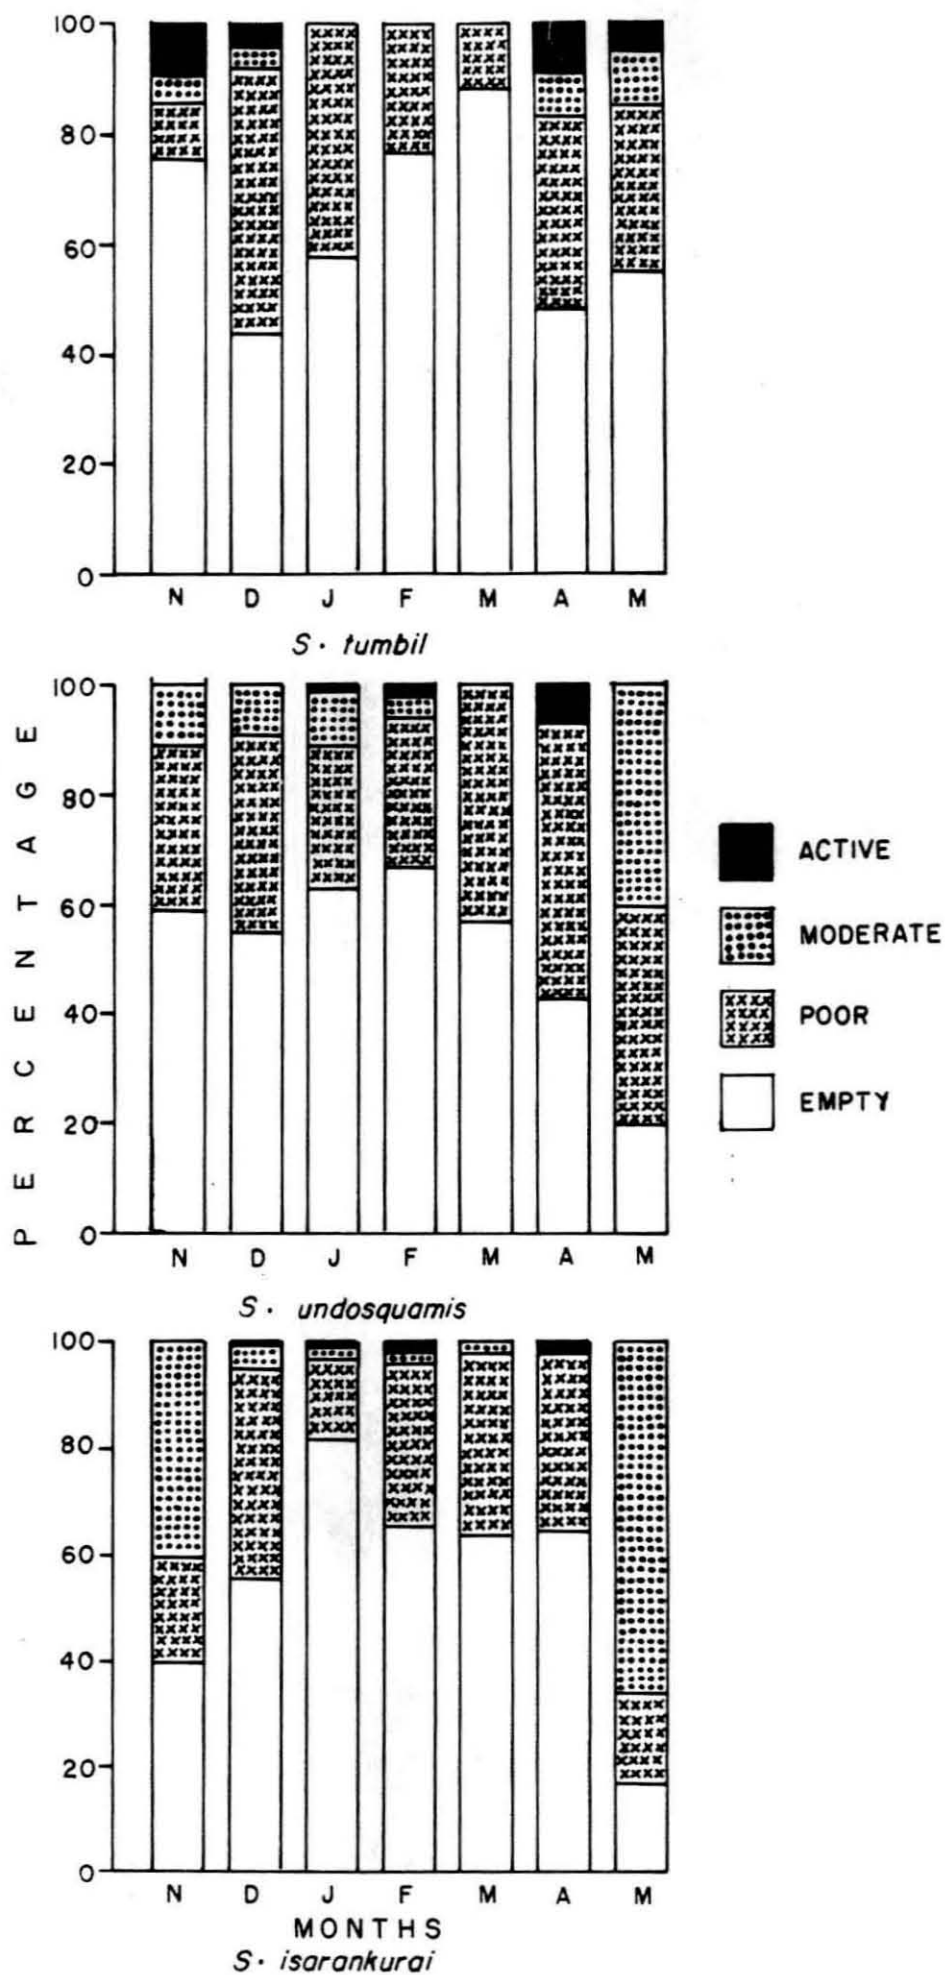 100
80
60
40
20
0
N D J F M A M
S. tumbil
PERCENTAGE
100
80
60
40
20
0
N D J F M A M
S. undosquamis
ACTIVE
MODERATE
POOR
EMPTY
100
80
60
40
20
0
N D J F M A M
MONTHS
S. isarankurai